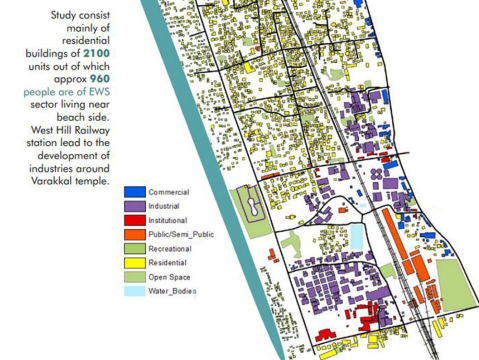 Study consist
mainly of
residential
buildings of 2100
units out of which
approx 960
people are of EWS
sector living near
beach side.
West Hill Railway
station lead to the
development of
industries around
Varakkal temple.
Commercial
Industrial
Institutional
Public/Semi_Public
Recreational
Residential
Open Space
Water_Bodies